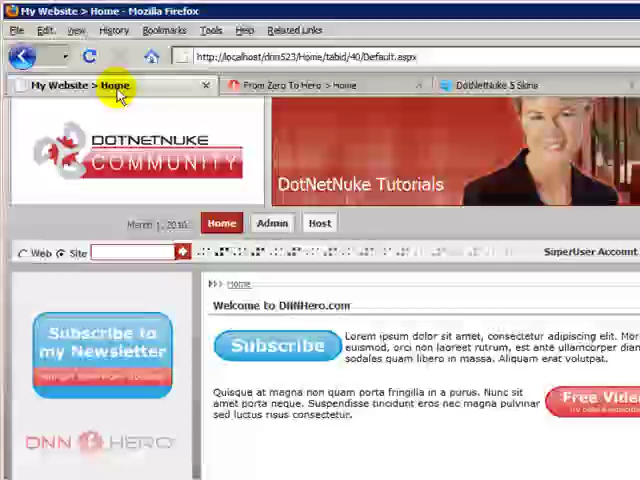 My Website > Home - Mozilla Firefox
File Edit View History Bookmarks Tools Help Related Links
http://localhost/dnn523/Home/tabid/40/Default.aspx
My Website > Home
From Zero To Hero > Home
DotNetNuke 5 Skins
DOTNETNUKE
COMMUNITY
DotNetNuke Tutorials
March 1, 2010
Home Admin Host
Web Site
SuperUser Account
Home
Welcome to DNNHero.com
Subscribe to
my Newsletter
Subscribe
Lorem ipsum dolor sit amet, consectetur adipiscing elit.
euismod, orci non laoreet rutrum, est ante ullamcorper diam
sodales quam libero in massa. Aliquam erat volutpat.
Quisque at magna non quam porta fringilla in a purus. Nunc sit
amet porta neque. Suspendisse tincidunt eros nec magna pulvinar
sed luctus risus consectetur.
Free Vide
DNN HERO